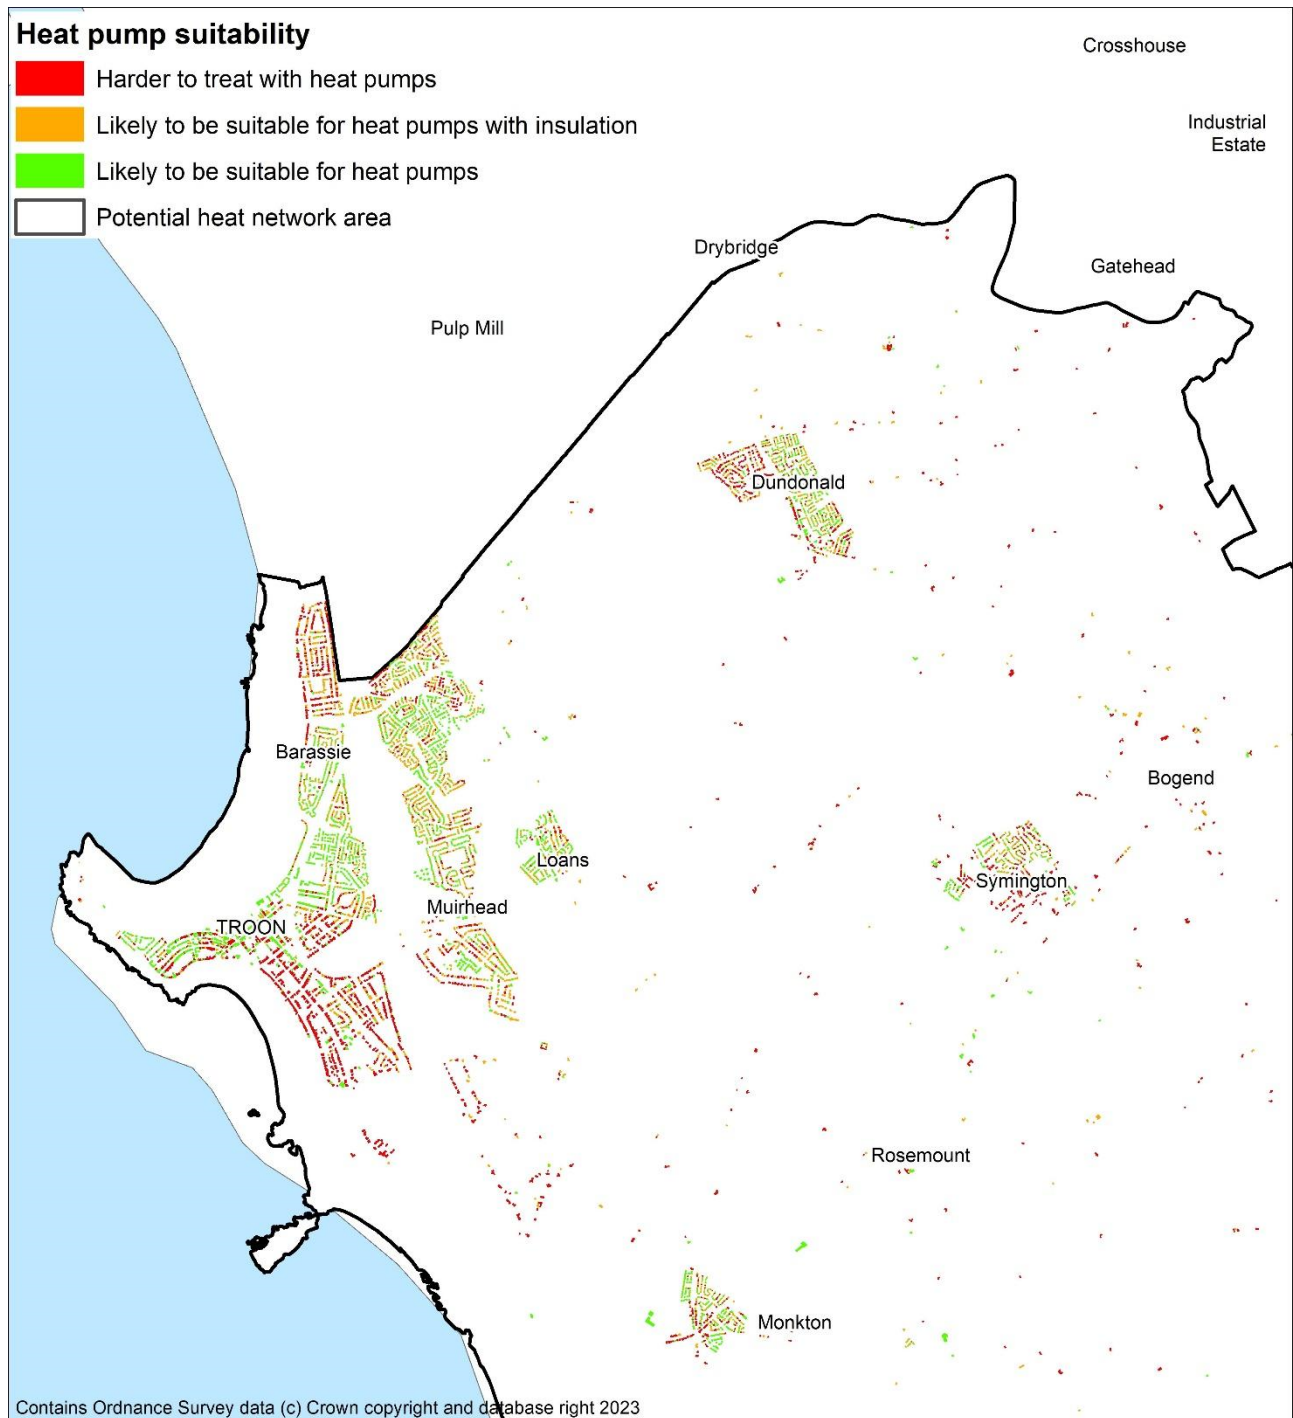 Heat pump suitability
Harder to treat with heat pumps
Likely to be suitable for heat pumps with insulation
Likely to be suitable for heat pumps
Potential heat network area
Crosshouse
Industrial
Estate
Drybridge
Gatehead
Pulp Mill
Dundonald
Barassie
Bogend
Loans
Symington
Muirhead
TROON
Rosemount
Monkton
Contains Ordnance Survey data (c) Crown copyright and database right 2023